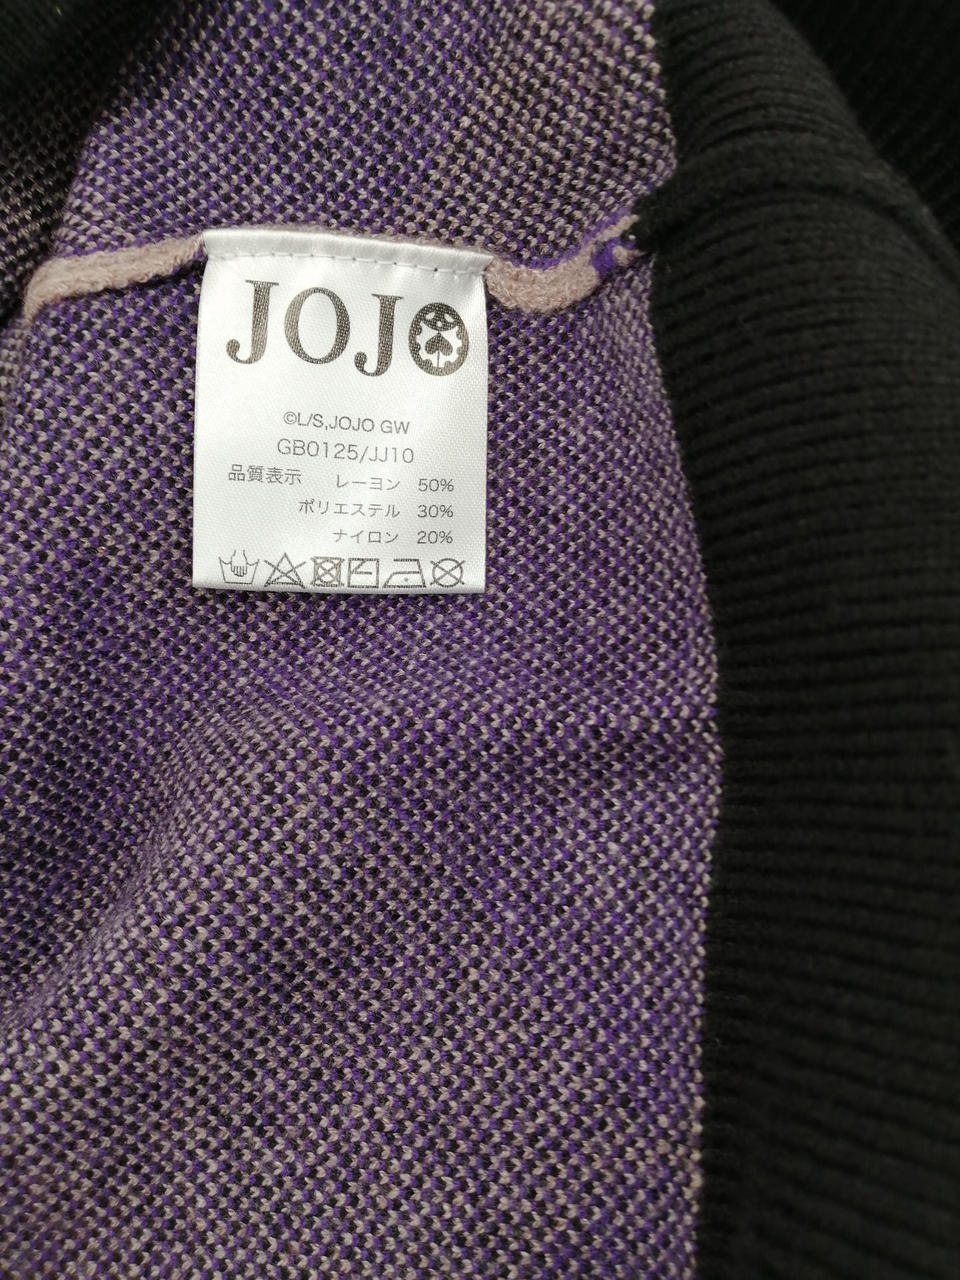 JOJO
©L/S,JOJO GW
GB0125/JJ10
品質表示 レーヨン 50%
ポリエステル 30%
ナイロン 20%